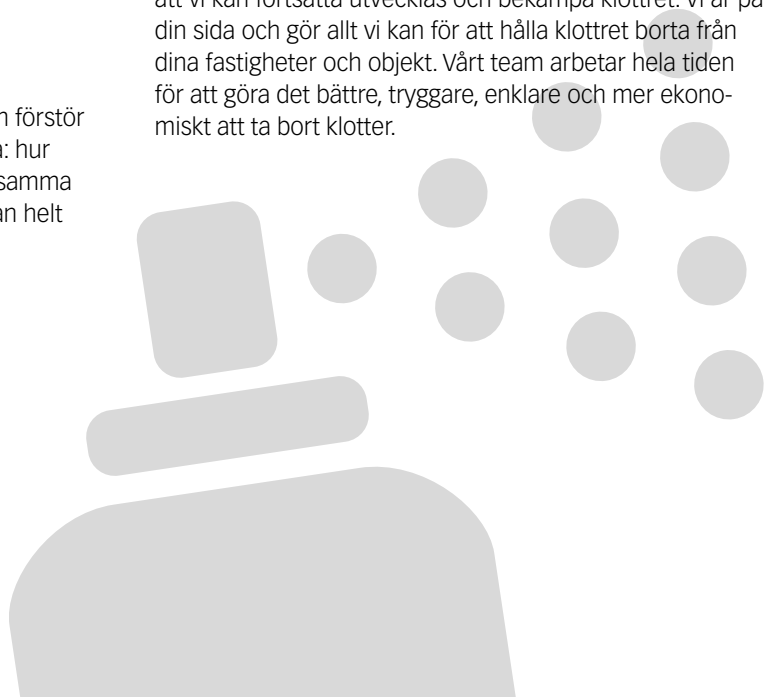 n förstör
: hur
samma
an helt
att vi kan fortsätta utvecklas och bekämpa klottret. Vi är på
din sida och gör allt vi kan för att hålla klottret borta från
dina fastigheter och objekt. Vårt team arbetar hela tiden
för att göra det bättre, tryggare, enklare och mer ekono-
miskt att ta bort klotter.